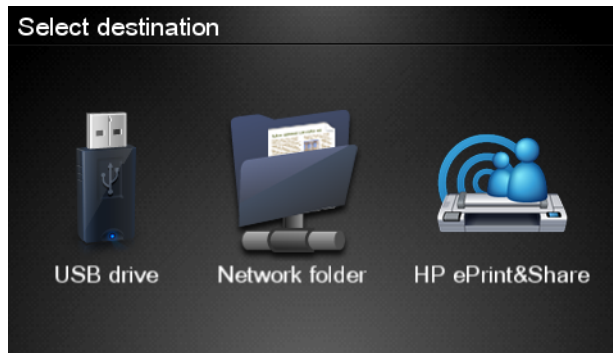 Select destination
USB drive
Network folder
HP ePrint&Share